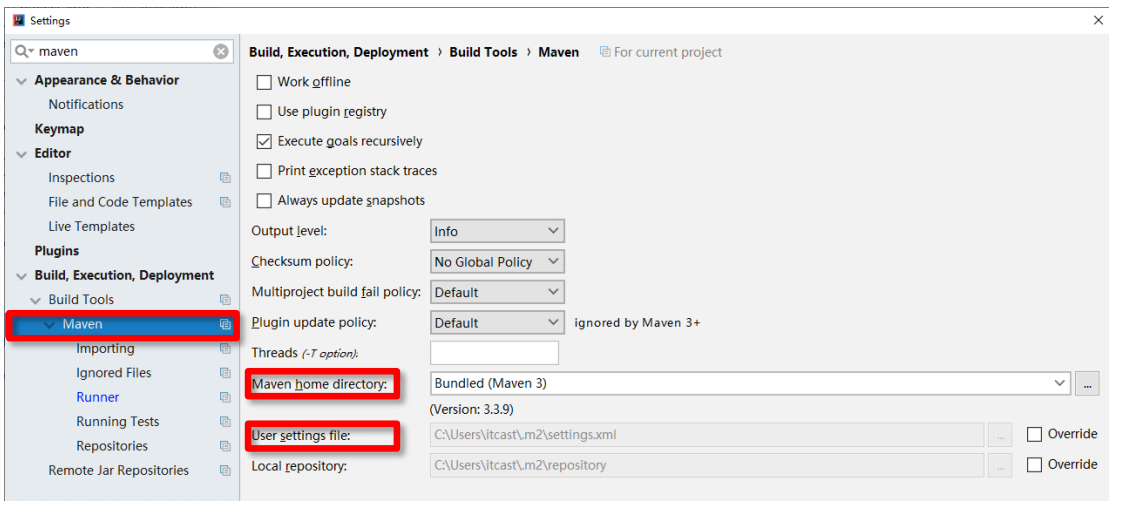 Settings
maven
Appearance & Behavior
Notifications
Keymap
Editor
Inspections
File and Code Templates
Live Templates
Plugins
Build, Execution, Deployment
Build Tools
Maven
Importing
Ignored Files
Runner
Running Tests
Repositories
Remote Jar Repositories
Build, Execution, Deployment › Build Tools › Maven For current project
Work offline
Use plugin registry
Execute goals recursively
Print exception stack traces
Always update snapshots
Output level: Info
Checksum policy: No Global Policy
Multiproject build fail policy: Default
Plugin update policy: Default ignored by Maven 3+
Threads (-T option):
Maven home directory: Bundled (Maven 3) ...
(Version: 3.3.9)
User settings file: C:\Users\itcast\.m2\settings.xml ... Override
Local repository: C:\Users\itcast\.m2\repository ... Override